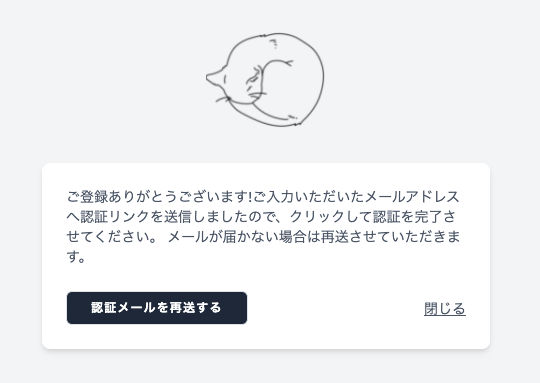 ご登録ありがとうございます!ご入力いただいたメールアドレス
へ認証リンクを送信しましたので、クリックして認証を完了さ
せてください。 メールが届かない場合は再送させていただきま
す。
認証メールを再送する
閉じる